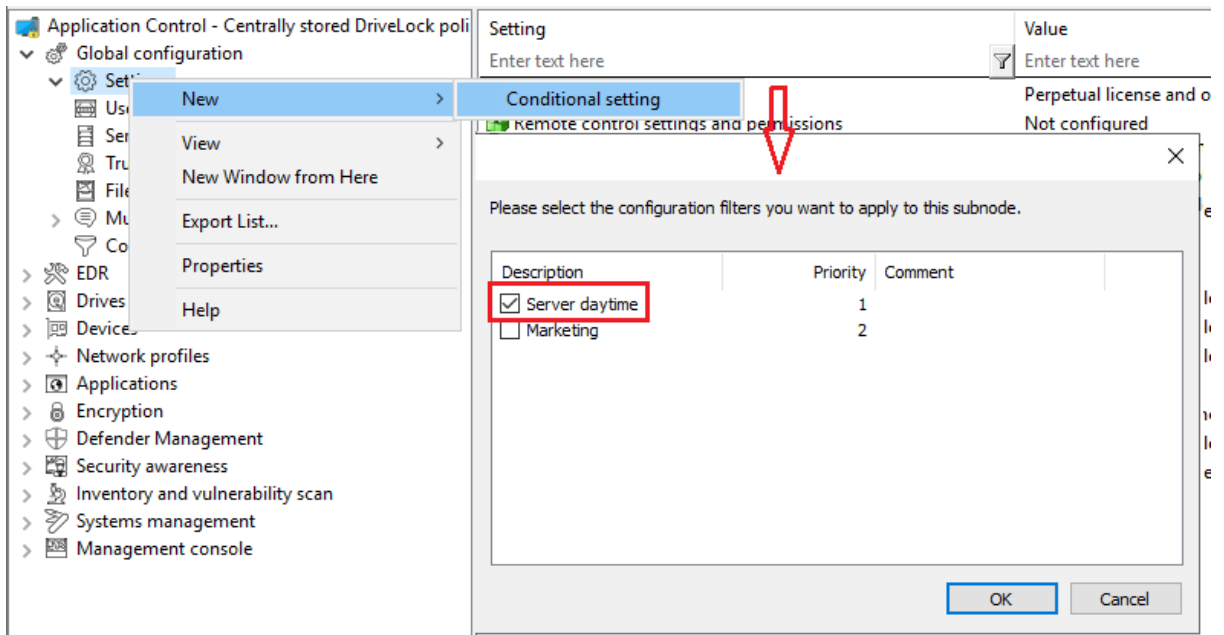 Application Control - Centrally stored DriveLock poli
Global configuration
New
View
New Window from Here
Export List...
Properties
Help
Conditional setting
EDR
Drives
Devices
Network profiles
Applications
Encryption
Defender Management
Security awareness
Inventory and vulnerability scan
Systems management
Management console
Setting Value
Enter text here Enter text here
Perpetual license and o
Remote control settings and permissions Not configured
Please select the configuration filters you want to apply to this subnode.
Description Priority Comment
Server daytime 1
Marketing 2
OK Cancel